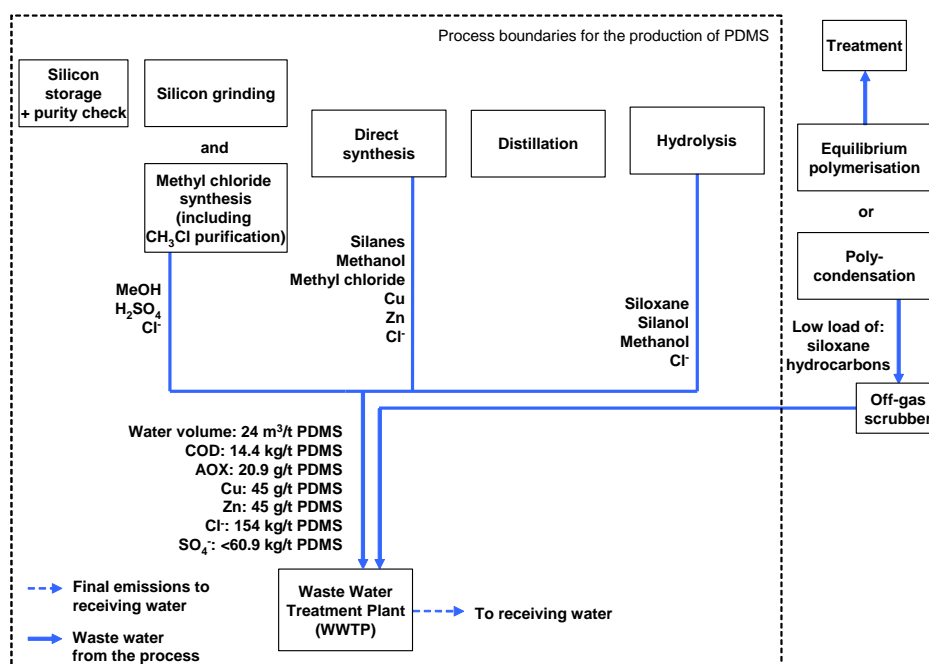 Process boundaries for the production of PDMS
Silicon
storage
+ purity check
Silicon grinding
and
Methyl chloride
synthesis
(including
CH₃Cl purification)
Direct
synthesis
Distillation
Hydrolysis
Treatment
Equilibrium
polymerisation
or
Poly-
condensation
MeOH
H₂SO₄
Cl⁻
Silanes
Methanol
Methyl chloride
Cu
Zn
Cl⁻
Siloxane
Silanol
Methanol
Cl⁻
Low load of:
siloxane
hydrocarbons
Off-gas
scrubber
Water volume: 24 m³/t PDMS
COD: 14.4 kg/t PDMS
AOX: 20.9 g/t PDMS
Cu: 45 g/t PDMS
Zn: 45 g/t PDMS
Cl⁻: 154 kg/t PDMS
SO₄⁻: <60.9 kg/t PDMS
Waste Water
Treatment Plant
(WWTP)
To receiving water
Final emissions to
receiving water
Waste water
from the process